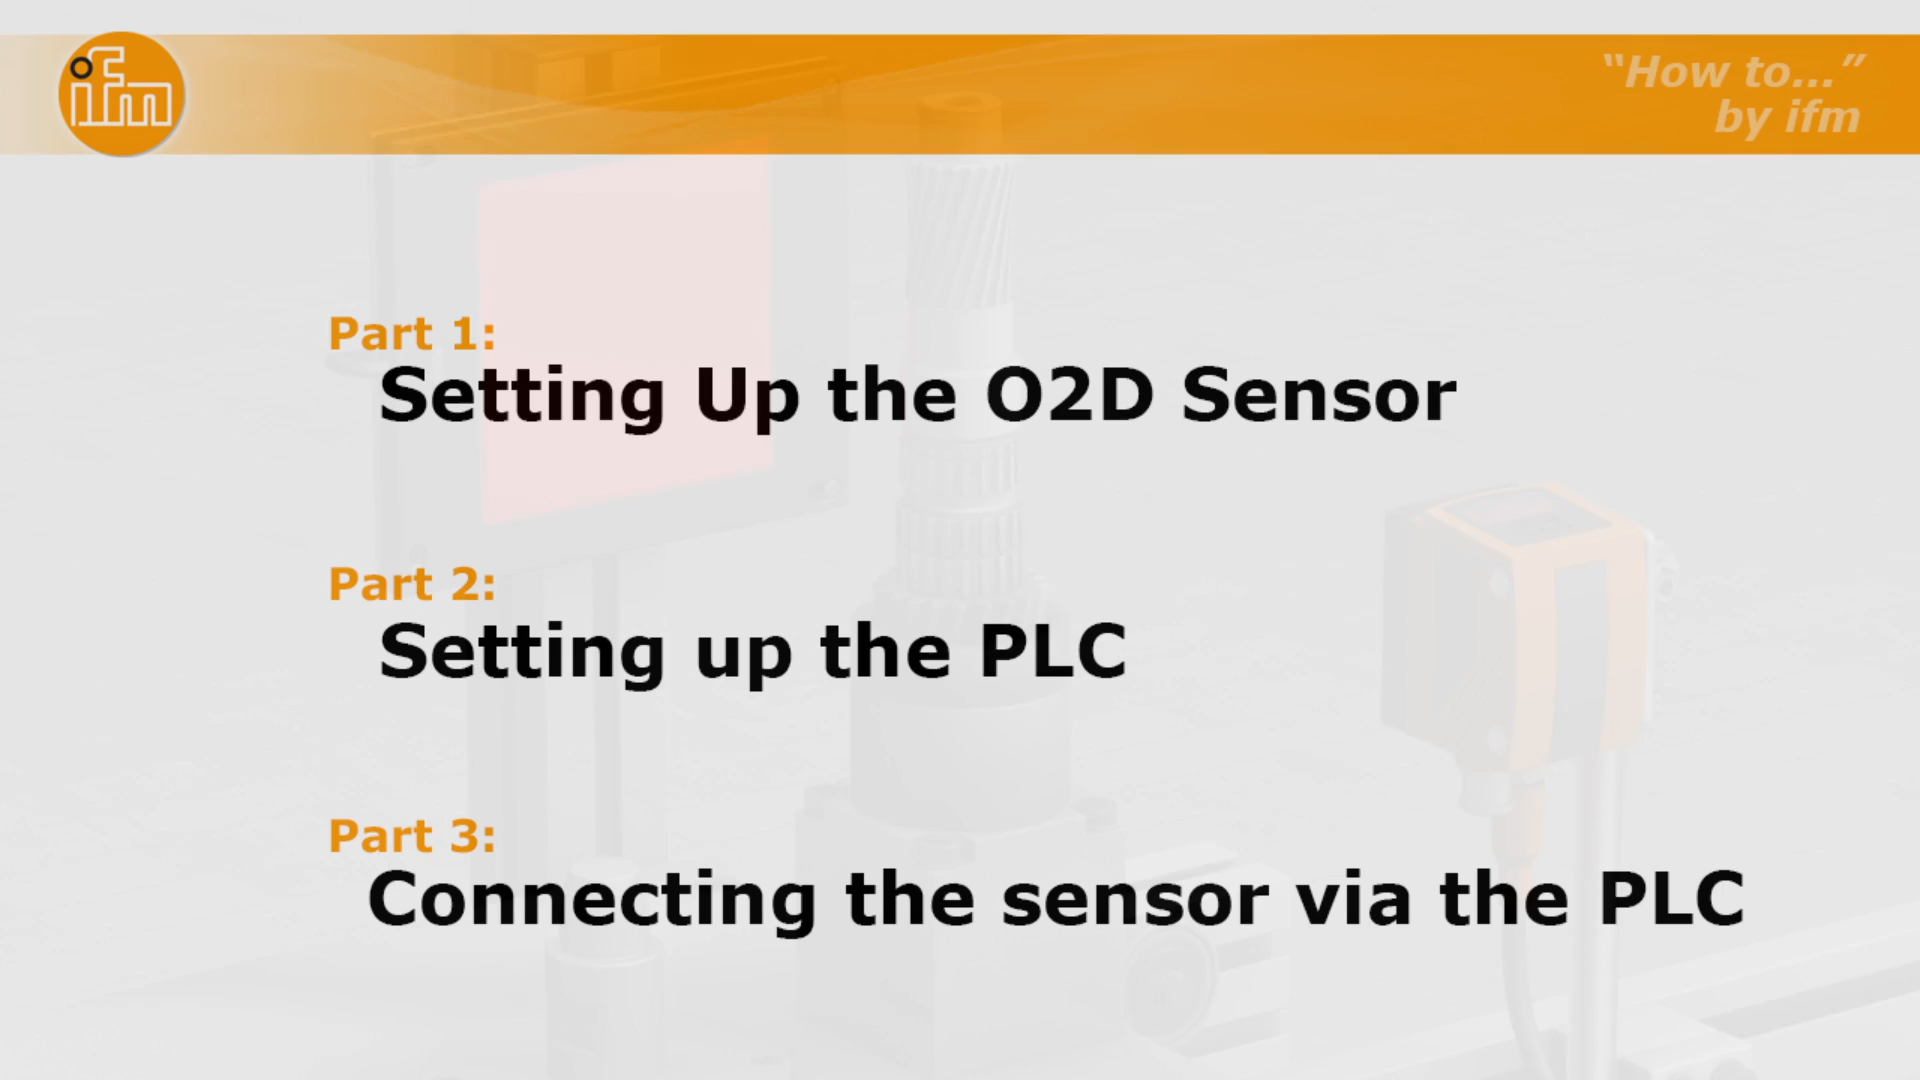 ifm
“How to...”
by ifm
Part 1:
Setting Up the O2D Sensor
Part 2:
Setting up the PLC
Part 3:
Connecting the sensor via the PLC